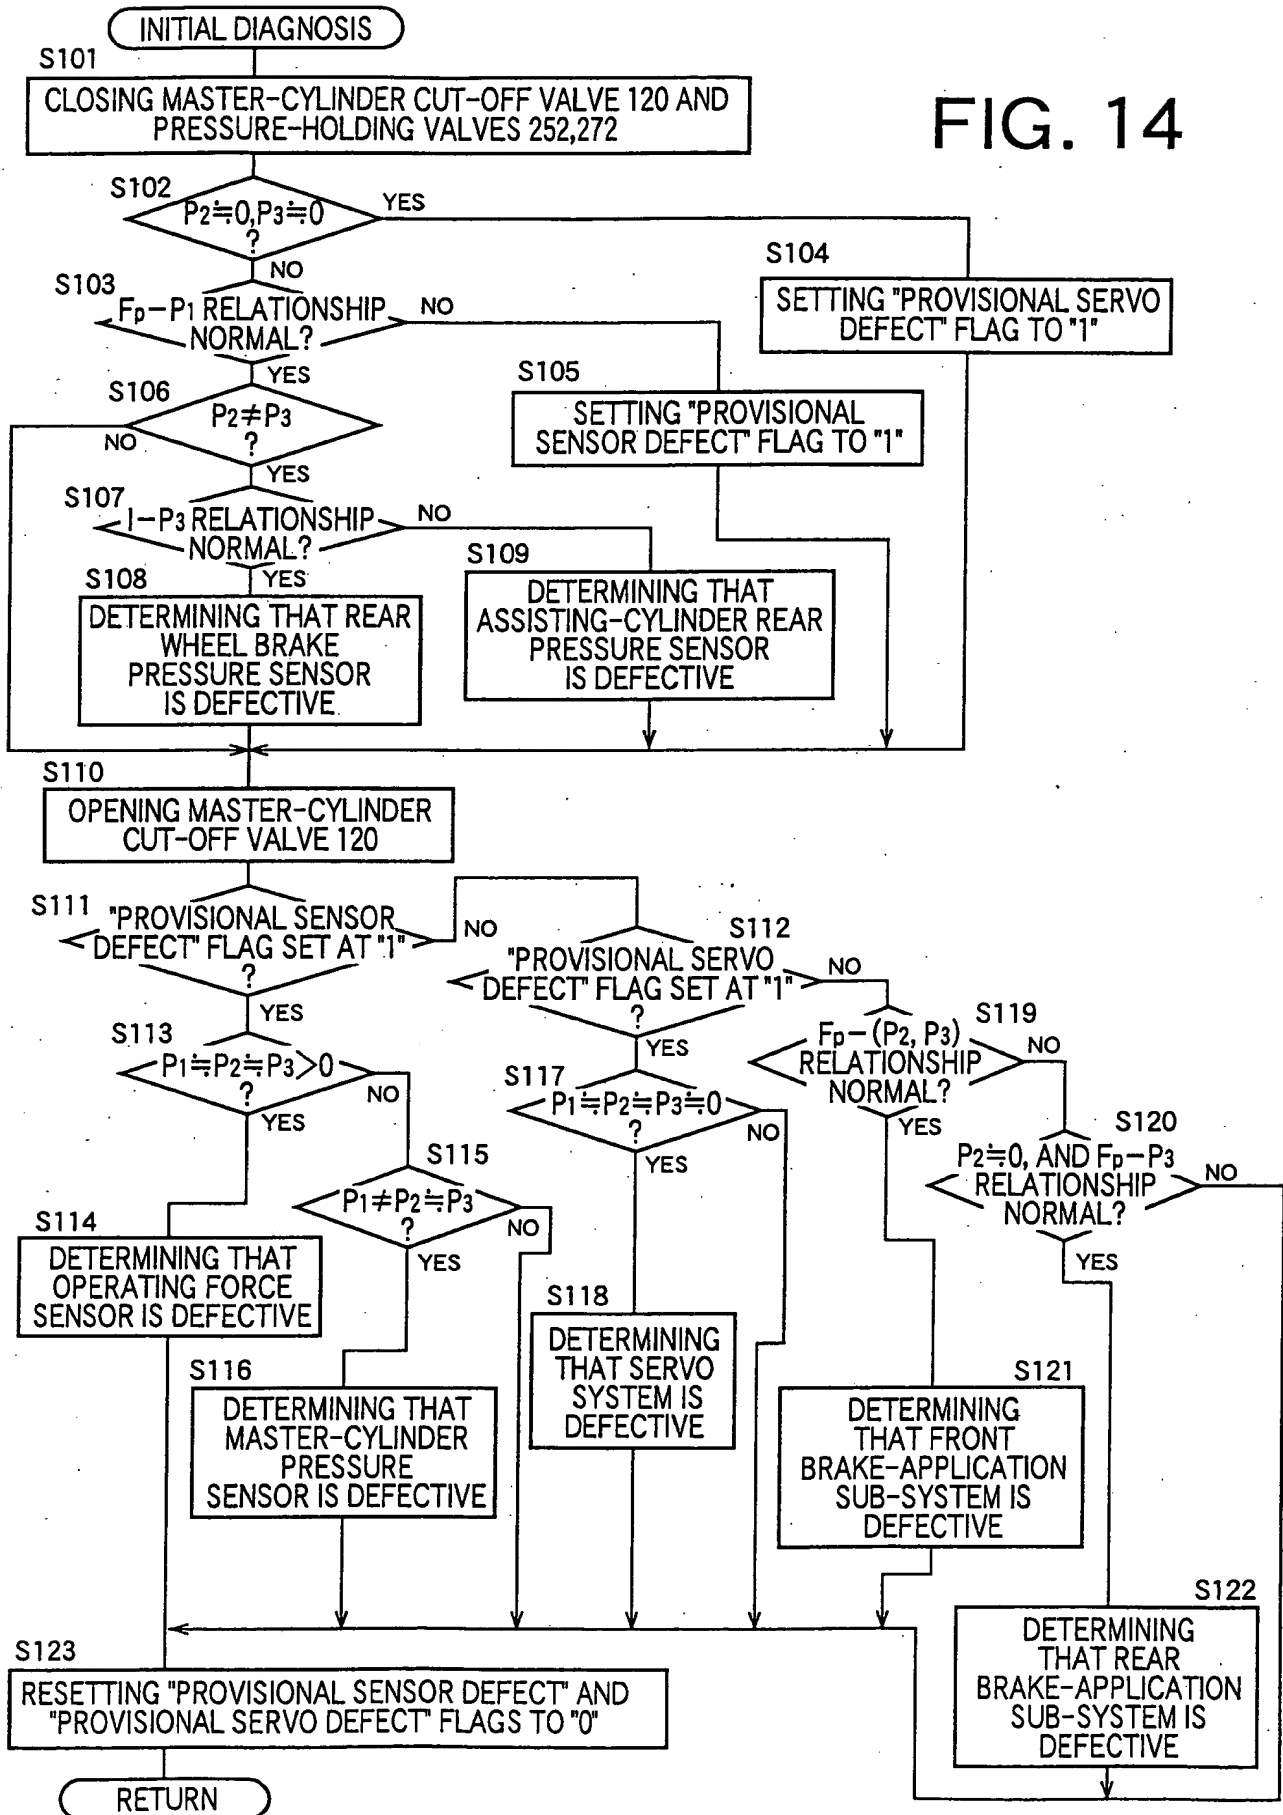 INITIAL DIAGNOSIS
FIG. 14
S101
CLOSING MASTER-CYLINDER CUT-OFF VALVE 120 AND
PRESSURE-HOLDING VALVES 252,272
S102
P2≒0,P3≒0
?
YES
NO
S104
SETTING "PROVISIONAL SERVO
DEFECT" FLAG TO "1"
S103
Fp-P1 RELATIONSHIP
NORMAL?
NO
YES
S105
SETTING "PROVISIONAL
SENSOR DEFECT" FLAG TO "1"
S106
P2≠P3
?
NO
YES
S107
I-P3 RELATIONSHIP
NORMAL?
NO
YES
S108
DETERMINING THAT REAR
WHEEL BRAKE
PRESSURE SENSOR
IS DEFECTIVE
S109
DETERMINING THAT
ASSISTING-CYLINDER REAR
PRESSURE SENSOR
IS DEFECTIVE
S110
OPENING MASTER-CYLINDER
CUT-OFF VALVE 120
S111
"PROVISIONAL SENSOR
DEFECT" FLAG SET AT "1"
?
NO
YES
S112
"PROVISIONAL SERVO
DEFECT" FLAG SET AT "1"
?
NO
YES
S113
P1≒P2≒P3>0
?
NO
YES
S114
DETERMINING THAT
OPERATING FORCE
SENSOR IS DEFECTIVE
S115
P1≠P2≒P3
?
NO
YES
S116
DETERMINING THAT
MASTER-CYLINDER
PRESSURE
SENSOR IS DEFECTIVE
S117
P1≒P2≒P3≒0
?
NO
YES
S118
DETERMINING
THAT SERVO
SYSTEM IS
DEFECTIVE
S119
Fp-(P2, P3)
RELATIONSHIP
NORMAL?
NO
YES
S120
P2≒0, AND Fp-P3
RELATIONSHIP
NORMAL?
NO
YES
S121
DETERMINING
THAT FRONT
BRAKE-APPLICATION
SUB-SYSTEM IS
DEFECTIVE
S122
DETERMINING
THAT REAR
BRAKE-APPLICATION
SUB-SYSTEM IS
DEFECTIVE
S123
RESETTING "PROVISIONAL SENSOR DEFECT" AND
"PROVISIONAL SERVO DEFECT" FLAGS TO "0"
RETURN